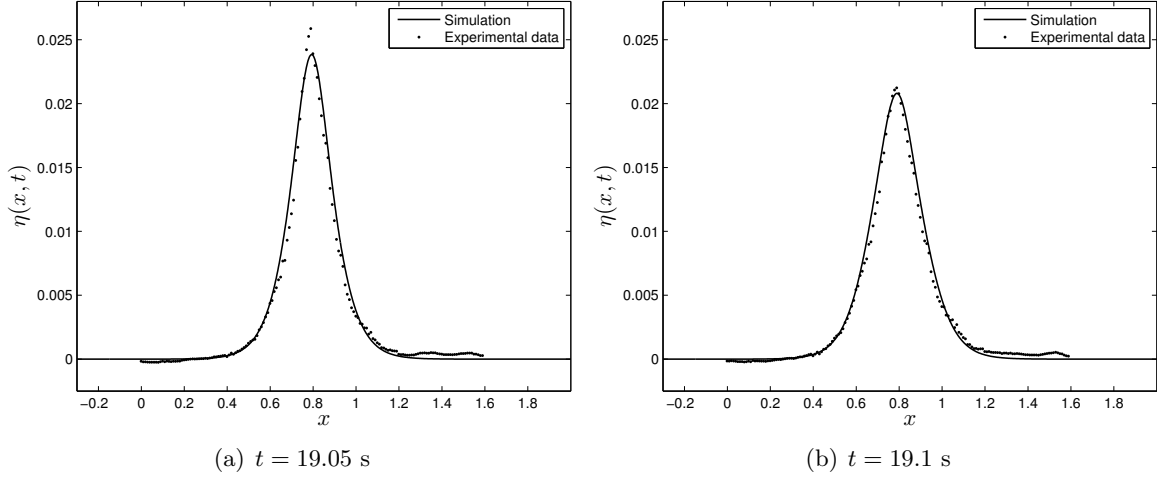 Simulation
Experimental data
0.025
0.02
0.015
0.01
0.005
0
η(x, t)
−0.2 0 0.2 0.4 0.6 0.8 1 1.2 1.4 1.6 1.8
x
(a) t = 19.05 s
Simulation
Experimental data
0.025
0.02
0.015
0.01
0.005
0
η(x, t)
−0.2 0 0.2 0.4 0.6 0.8 1 1.2 1.4 1.6 1.8
x
(b) t = 19.1 s